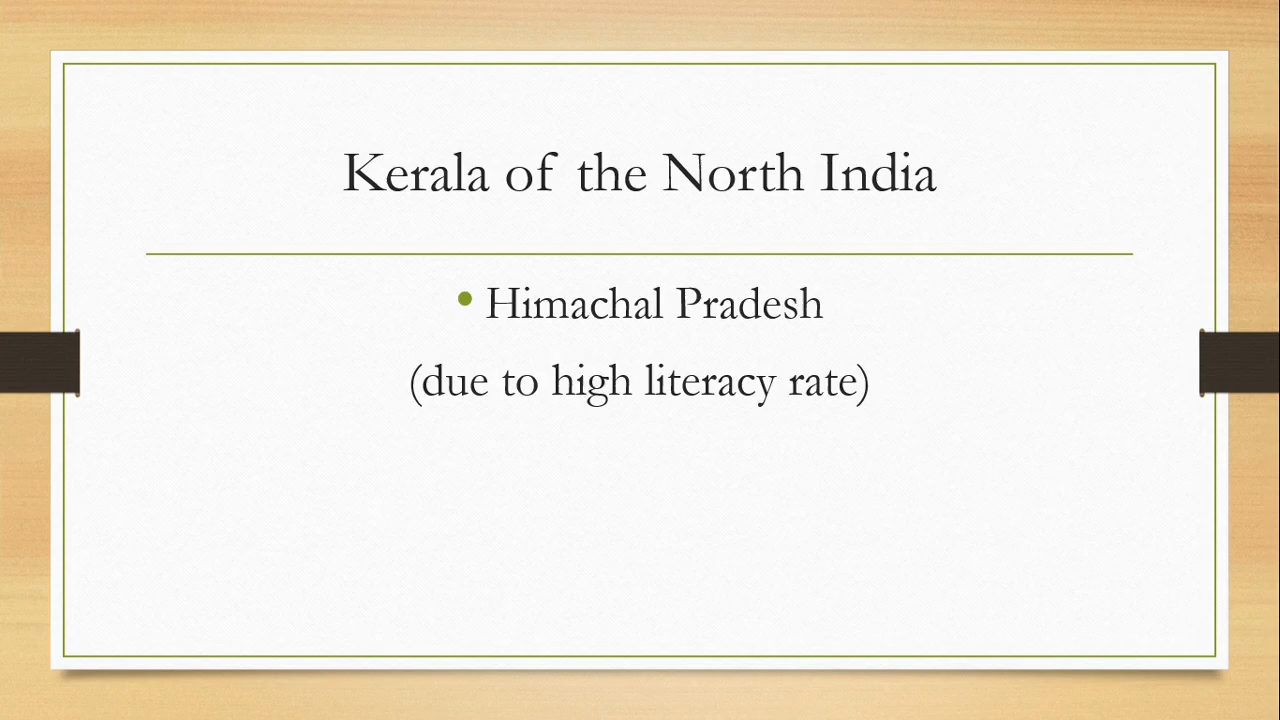 Kerala of the North India
• Himachal Pradesh
(due to high literacy rate)